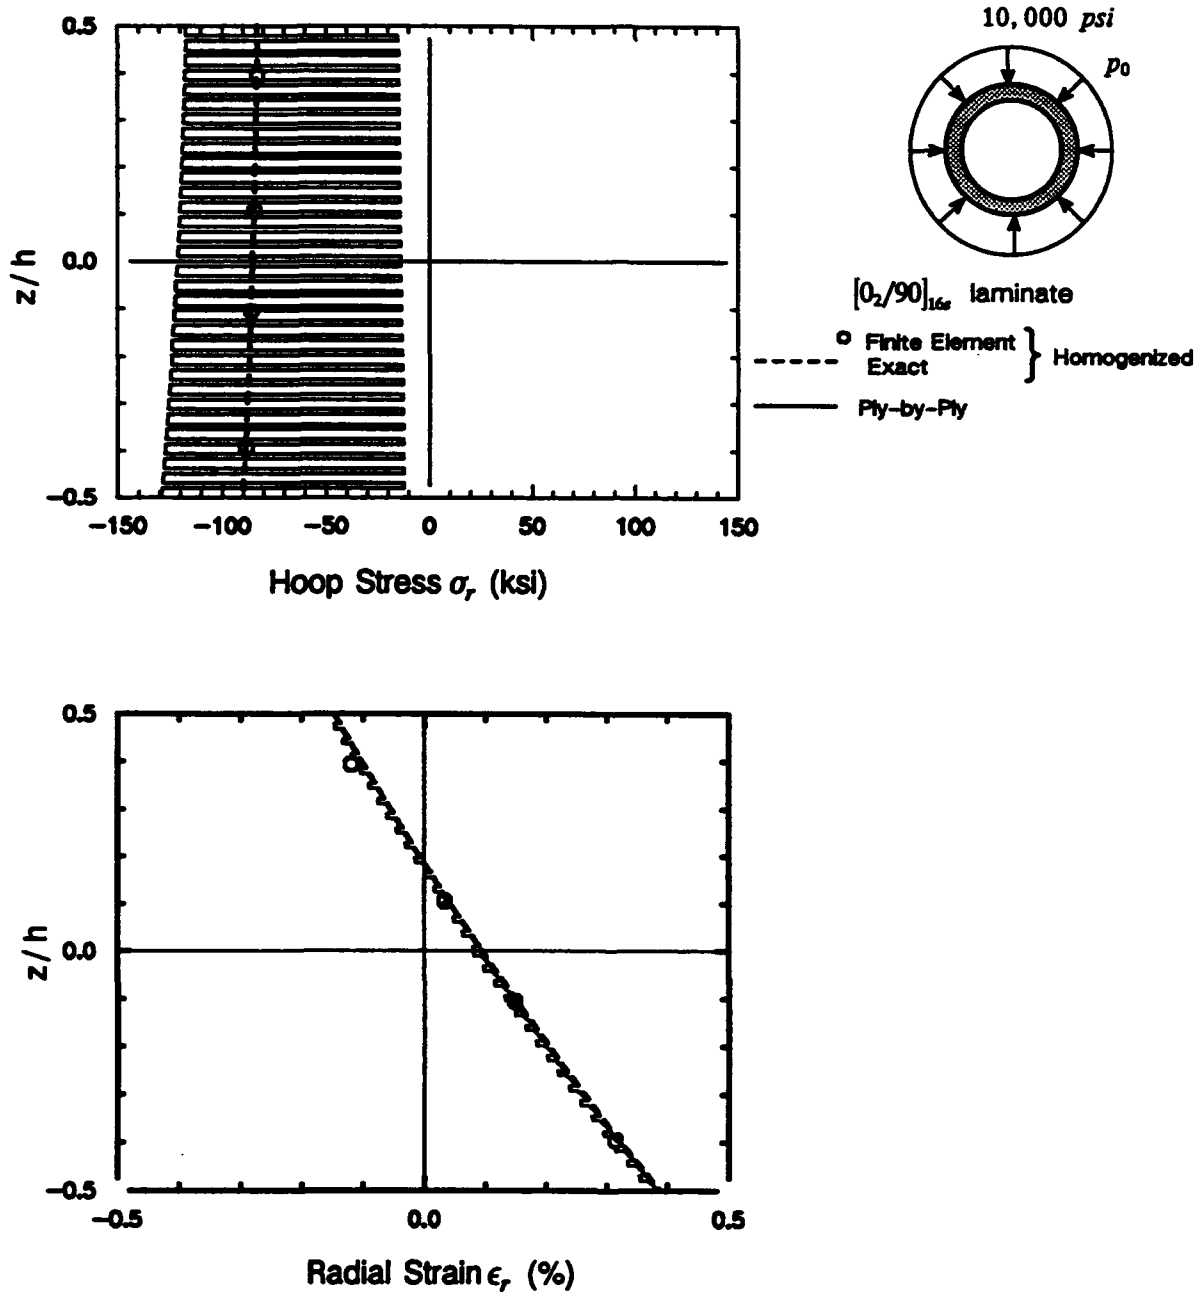 10,000 psi
p₀
0.5
0.0
−0.5
z/h
−150 −100 −50 0 50 100 150
Hoop Stress σᵣ (ksi)
[0₂/90]₁₆ₛ laminate
Finite Element
Exact
Homogenized
Ply-by-Ply
0.5
0.0
−0.5
z/h
−0.5 0.0 0.5
Radial Strain ϵᵣ (%)